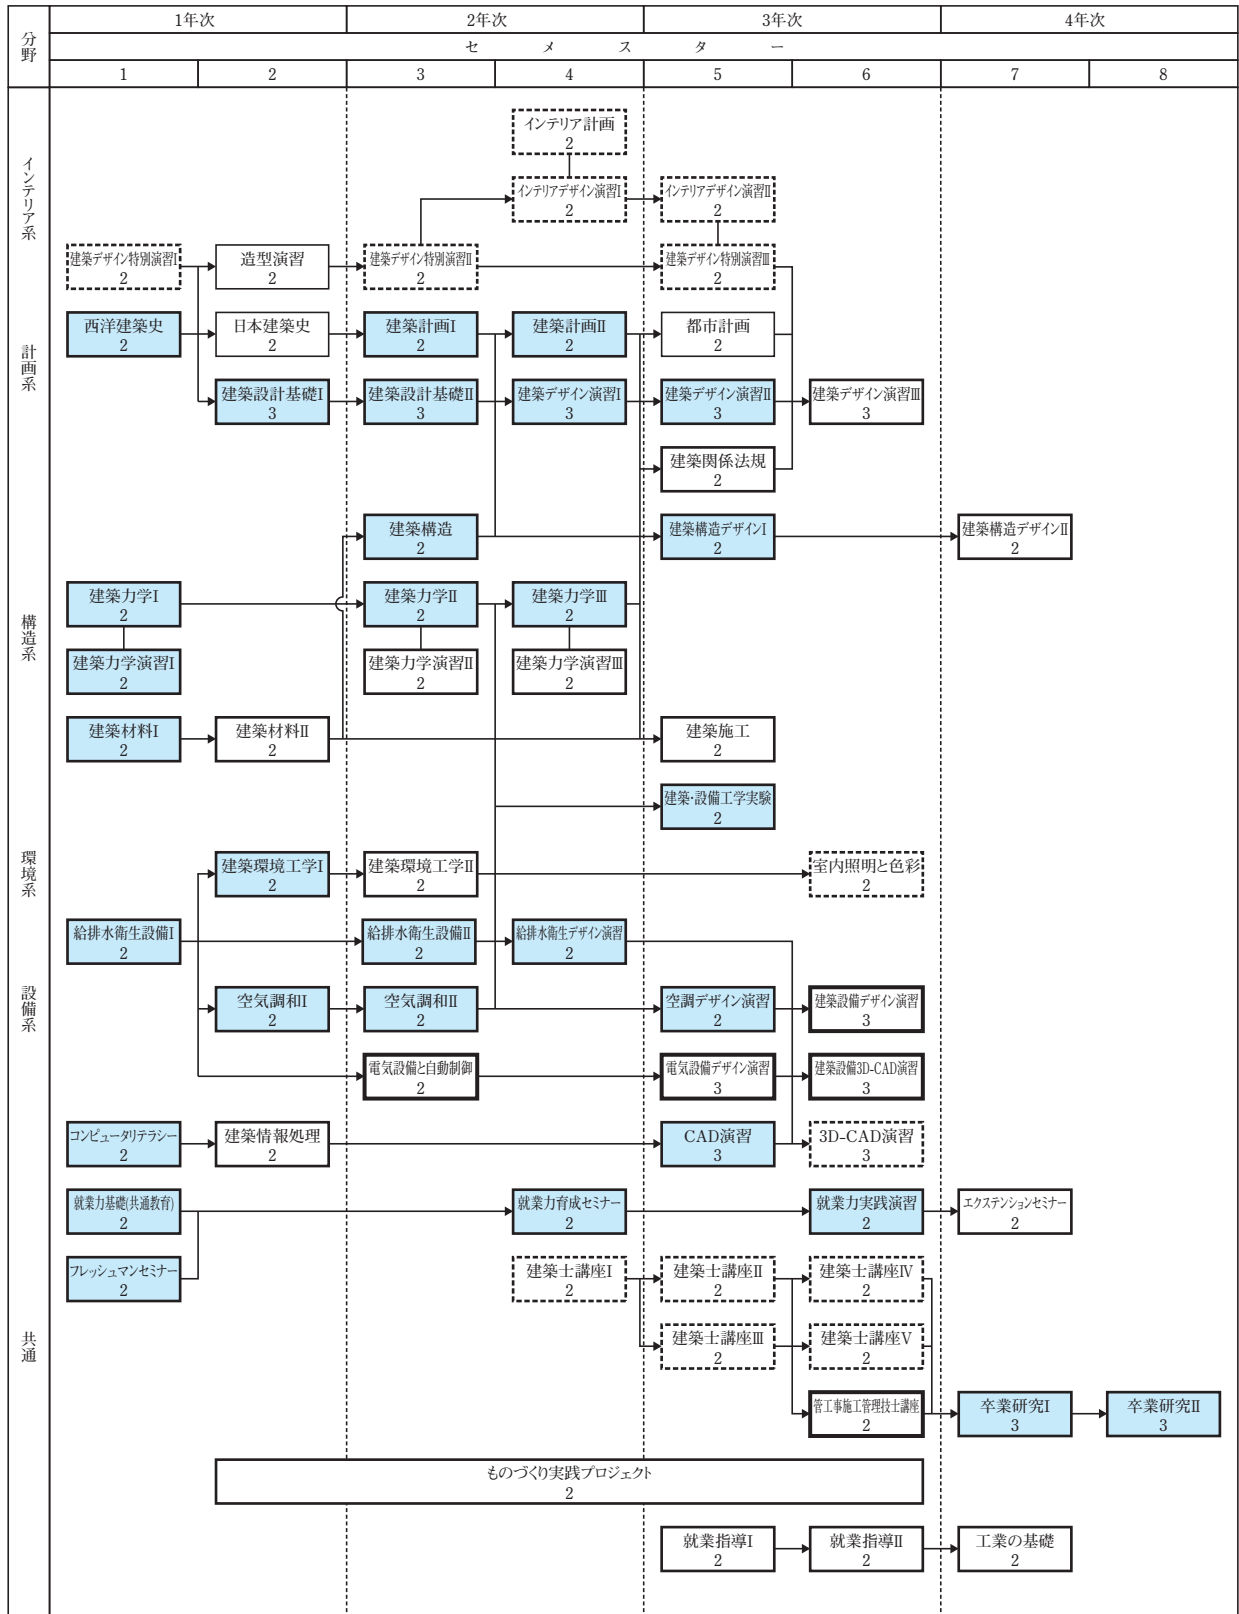 分野
1年次 2年次 3年次 4年次
セメスター
1 2 3 4 5 6 7 8
インテリア系
インテリア計画
2
インテリアデザイン演習Ⅰ インテリアデザイン演習Ⅱ
2 2
建築デザイン特別演習Ⅰ 造型演習 建築デザイン特別演習Ⅱ 建築デザイン特別演習Ⅲ
2 2 2 2
計画系
西洋建築史 日本建築史 建築計画Ⅰ 建築計画Ⅱ 都市計画
2 2 2 2 2
建築設計基礎Ⅰ 建築設計基礎Ⅱ 建築デザイン演習Ⅰ 建築デザイン演習Ⅱ 建築デザイン演習Ⅲ
3 3 3 3 3
建築関係法規
2
構造系
建築構造 建築構造デザインⅠ 建築構造デザインⅡ
2 2 2
建築力学Ⅰ 建築力学Ⅱ 建築力学Ⅲ
2 2 2
建築力学演習Ⅰ 建築力学演習Ⅱ 建築力学演習Ⅲ
2 2 2
建築材料Ⅰ 建築材料Ⅱ 建築施工
2 2 2
建築・設備工学実験
2
環境系
建築環境工学Ⅰ 建築環境工学Ⅱ 室内照明と色彩
2 2 2
設備系
給排水衛生設備Ⅰ 給排水衛生設備Ⅱ 給排水衛生デザイン演習
2 2 2
空気調和Ⅰ 空気調和Ⅱ 空調デザイン演習 建築設備デザイン演習
2 2 2 3
電気設備と自動制御 電気設備デザイン演習 建築設備3D-CAD演習
2 3 3
共通
コンピュータリテラシー 建築情報処理 CAD演習 3D-CAD演習
2 2 3 3
就業力基礎(共通教育) 就業力育成セミナー 就業力実践演習 エクステンションセミナー
2 2 2 2
フレッシュマンセミナー 建築士講座Ⅰ 建築士講座Ⅱ 建築士講座Ⅳ
2 2 2 2
建築士講座Ⅲ 建築士講座Ⅴ
2 2
管工事施工管理技士講座 卒業研究Ⅰ 卒業研究Ⅱ
2 3 3
ものづくり実践プロジェクト
2
就業指導Ⅰ 就業指導Ⅱ 工業の基礎
2 2 2